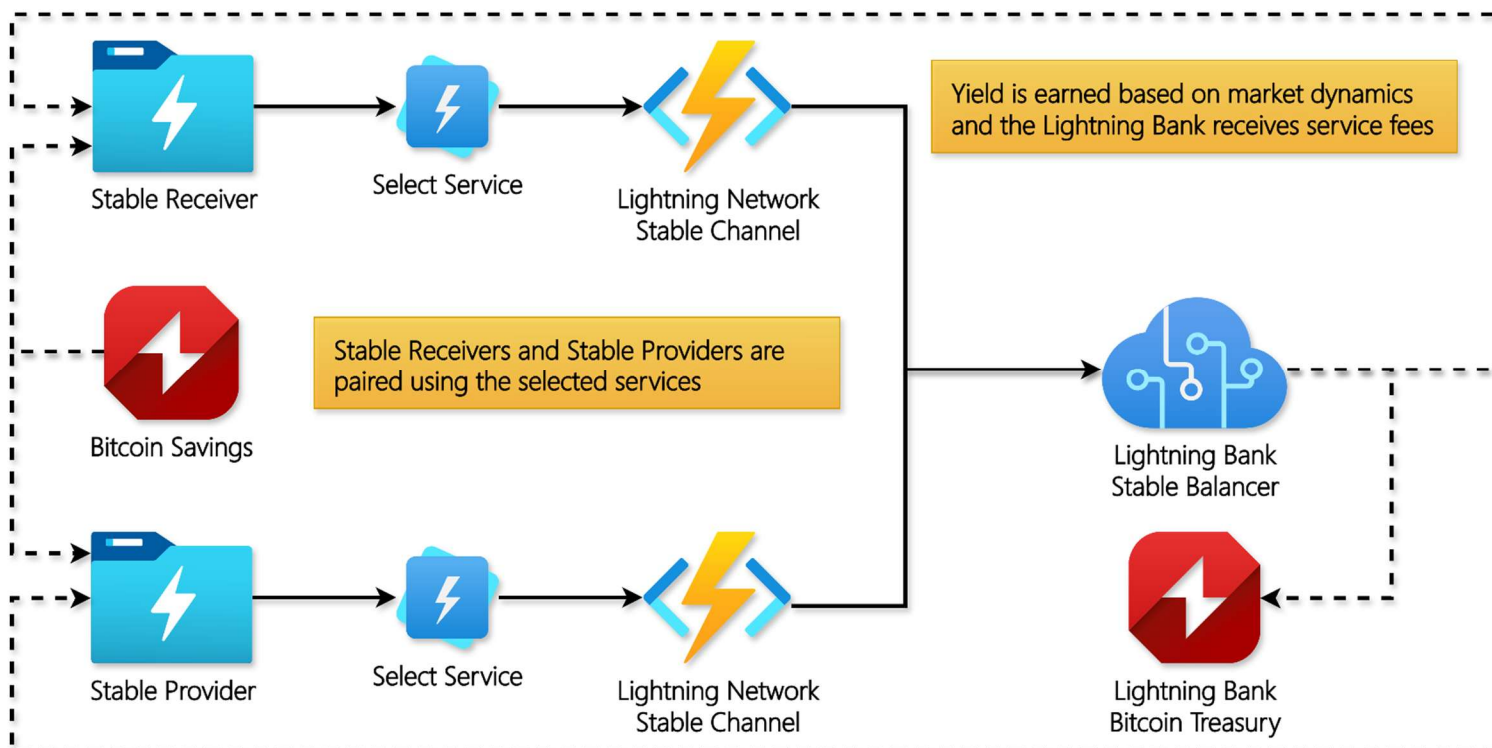 Stable Receiver
Select Service
Lightning Network
Stable Channel
Yield is earned based on market dynamics
and the Lightning Bank receives service fees
Bitcoin Savings
Stable Receivers and Stable Providers are
paired using the selected services
Lightning Bank
Stable Balancer
Stable Provider
Select Service
Lightning Network
Stable Channel
Lightning Bank
Bitcoin Treasury